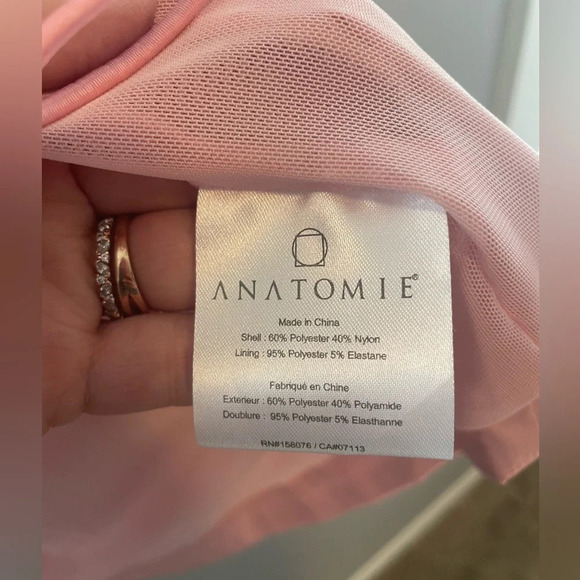 ANATOMIE®
Made in China
Shell : 60% Polyester 40% Nylon
Lining : 95% Polyester 5% Elastane
Fabriqué en Chine
Exterieur : 60% Polyester 40% Polyamide
Doublure : 95% Polyester 5% Elasthanne
RN#158076 / CA#07113